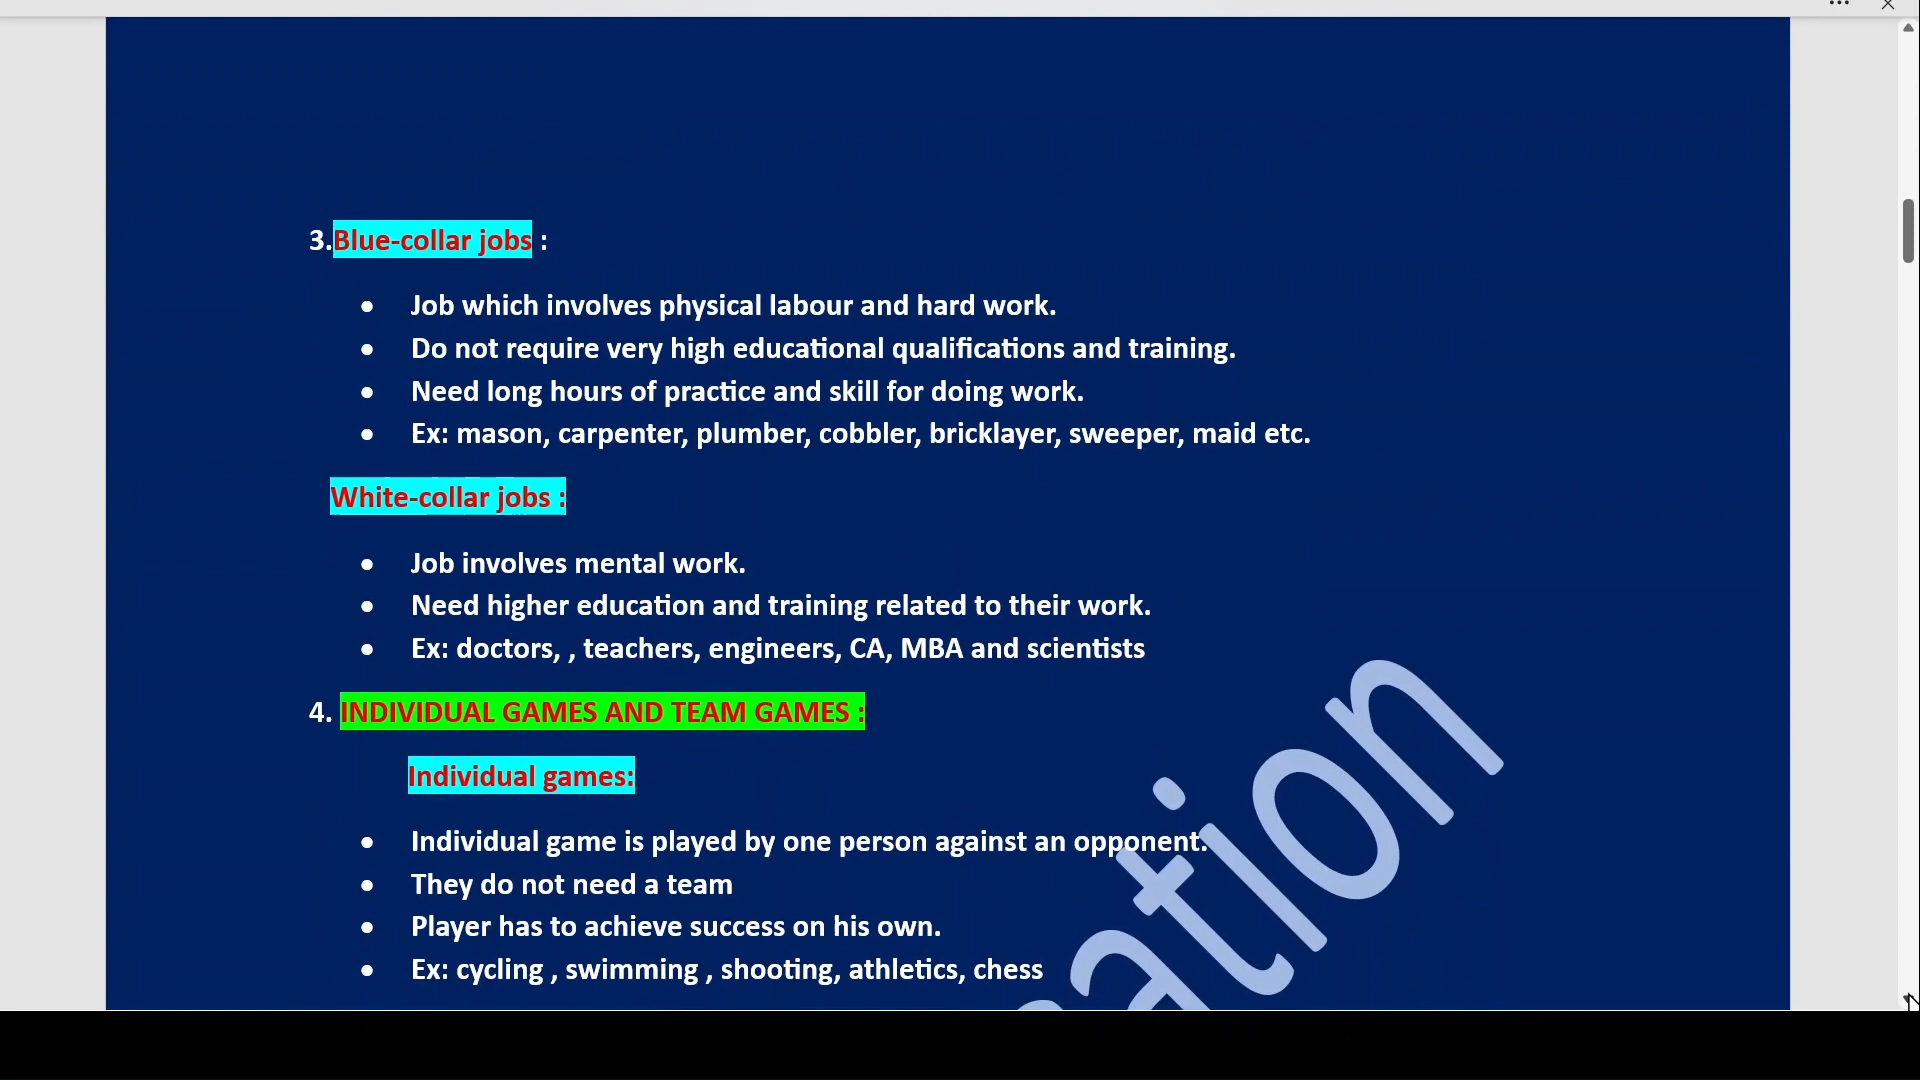 3.Blue-collar jobs :
• Job which involves physical labour and hard work.
• Do not require very high educational qualifications and training.
• Need long hours of practice and skill for doing work.
• Ex: mason, carpenter, plumber, cobbler, bricklayer, sweeper, maid etc.
White-collar jobs :
• Job involves mental work.
• Need higher education and training related to their work.
• Ex: doctors, , teachers, engineers, CA, MBA and scientists
4. INDIVIDUAL GAMES AND TEAM GAMES :
Individual games:
• Individual game is played by one person against an opponent.
• They do not need a team
• Player has to achieve success on his own.
• Ex: cycling , swimming , shooting, athletics, chess